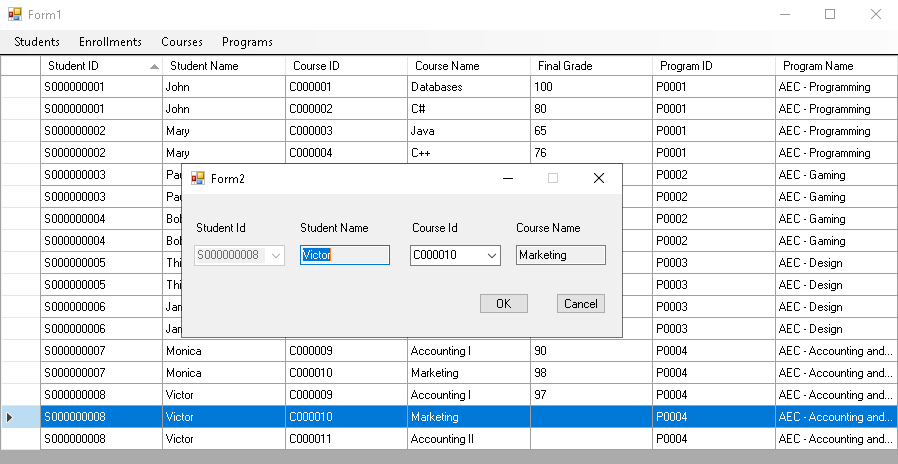 Form1
Students Enrollments Courses Programs
Student ID Student Name Course ID Course Name Final Grade Program ID Program Name
S000000001 John C000001 Databases 100 P0001 AEC - Programming
S000000001 John C000002 C# 80 P0001 AEC - Programming
S000000002 Mary C000003 Java 65 P0001 AEC - Programming
S000000002 Mary C000004 C++ 76 P0001 AEC - Programming
S000000003 P0002 AEC - Gaming
S000000003 P0002 AEC - Gaming
S000000004 P0002 AEC - Gaming
S000000004 P0002 AEC - Gaming
S000000005 P0003 AEC - Design
S000000005 P0003 AEC - Design
S000000006 P0003 AEC - Design
S000000006 P0003 AEC - Design
Form2
Student Id Student Name Course Id Course Name
S000000008 Victor C000010 Marketing
OK Cancel
S000000007 Monica C000009 Accounting I 90 P0004 AEC - Accounting and...
S000000007 Monica C000010 Marketing 98 P0004 AEC - Accounting and...
S000000008 Victor C000009 Accounting I 97 P0004 AEC - Accounting and...
S000000008 Victor C000010 Marketing P0004 AEC - Accounting and...
S000000008 Victor C000011 Accounting II P0004 AEC - Accounting and...